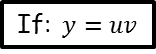 If: y = uv